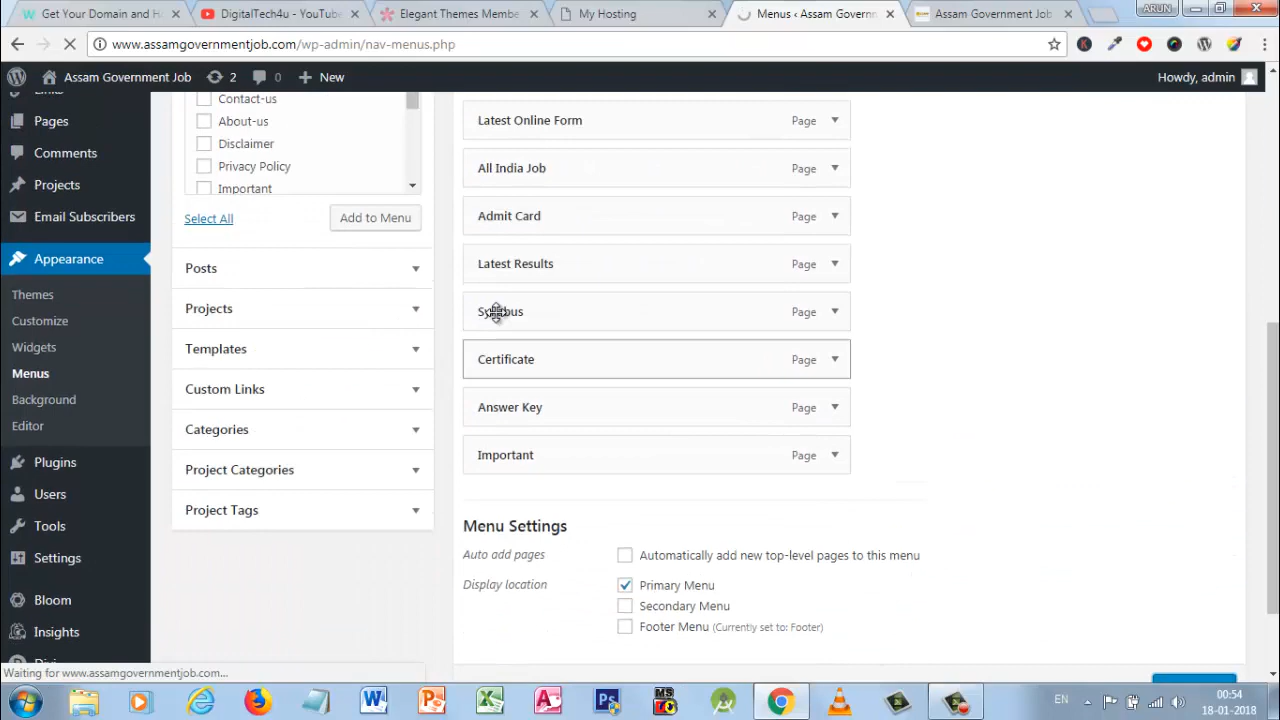 Get Your Domain and H
DigitalTech4u - YouTube
Elegant Themes Membe
My Hosting
Menus ‹ Assam Governm
Assam Government Job
ARUN
www.assamgovernmentjob.com/wp-admin/nav-menus.php
Assam Government Job
2
0
New
Howdy, admin
Pages
Comments
Projects
Email Subscribers
Appearance
Themes
Customize
Widgets
Menus
Background
Editor
Plugins
Users
Tools
Settings
Bloom
Insights
Contact-us
About-us
Disclaimer
Privacy Policy
Important
Select All
Add to Menu
Posts
Projects
Templates
Custom Links
Categories
Project Categories
Project Tags
Latest Online Form Page
All India Job Page
Admit Card Page
Latest Results Page
Syllabus Page
Certificate Page
Answer Key Page
Important Page
Menu Settings
Auto add pages
Automatically add new top-level pages to this menu
Display location
Primary Menu
Secondary Menu
Footer Menu (Currently set to: Footer)
Waiting for www.assamgovernmentjob.com...
EN
00:54
18-01-2018